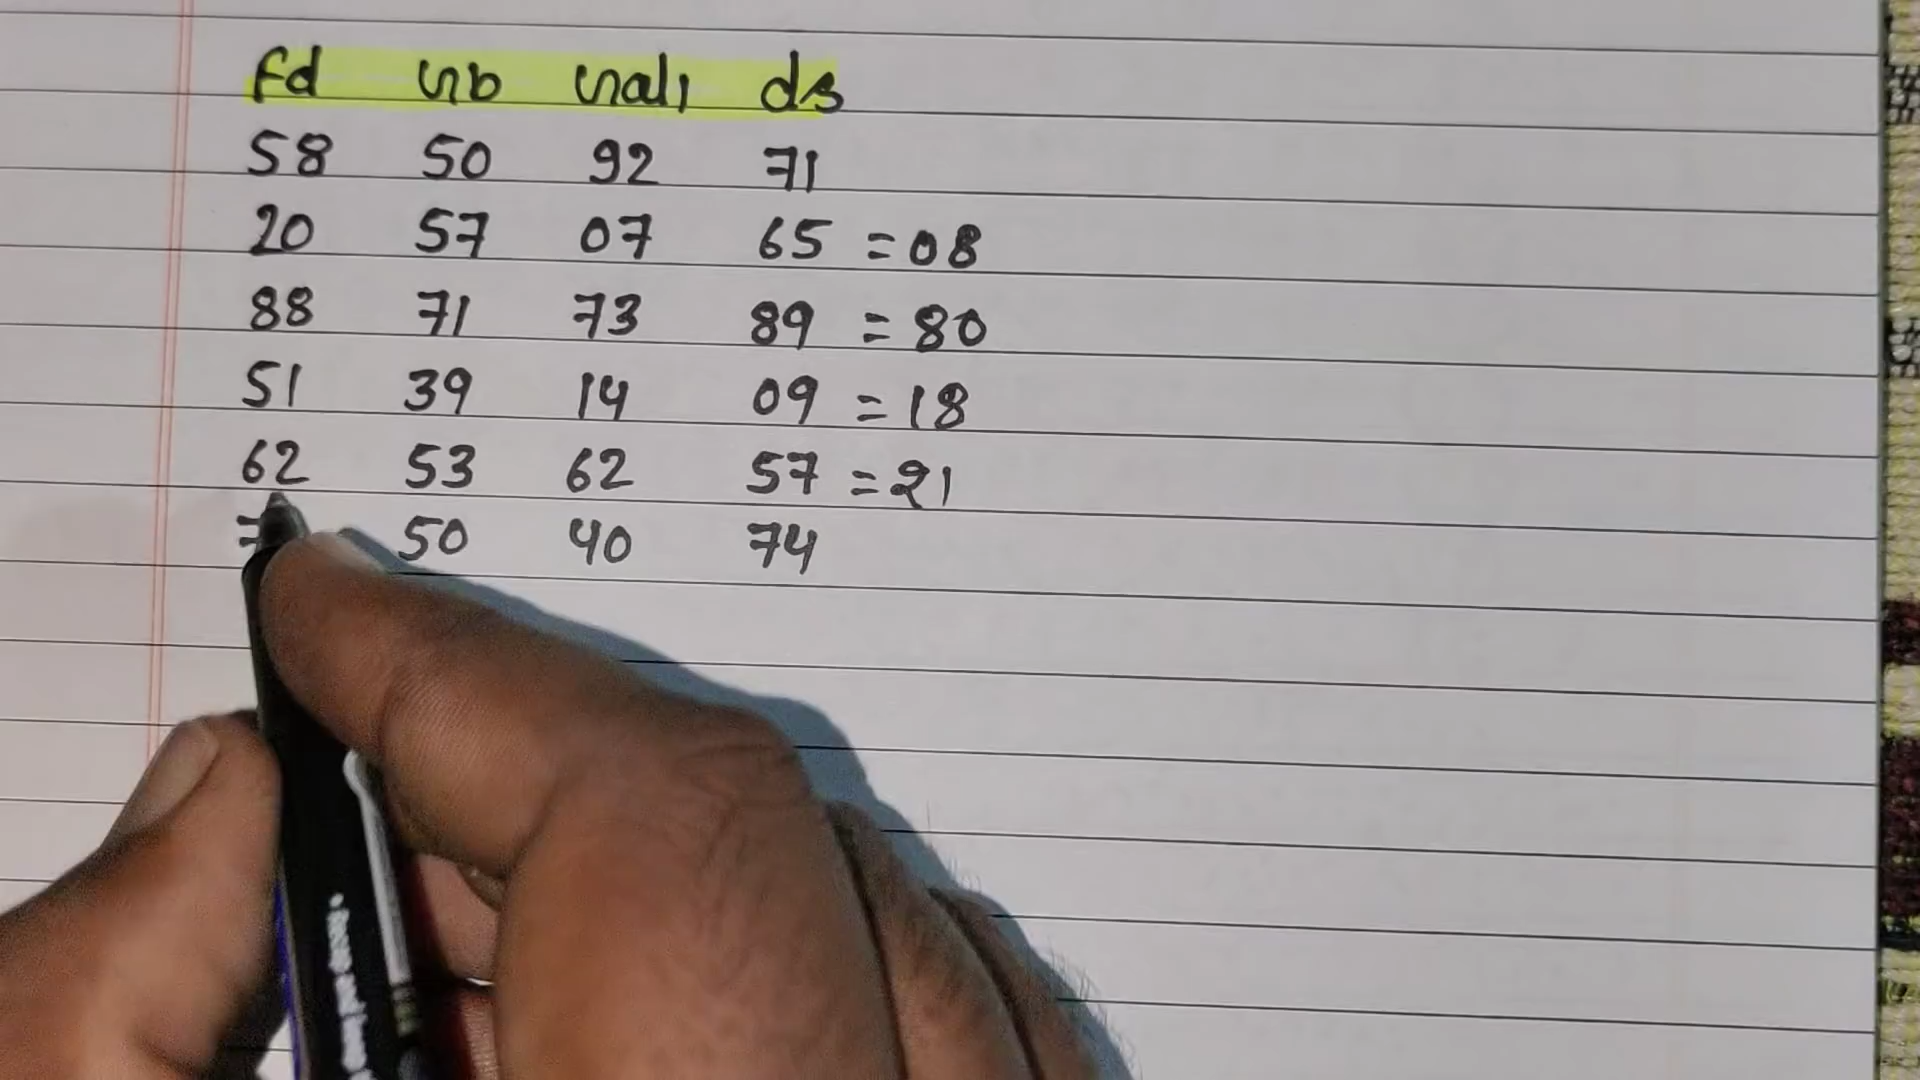 fd gb gali ds
58 50 92 71
20 57 07 65 = 08
88 71 73 89 = 80
51 39 14 09 = 18
62 53 62 57 = 21
50 40 74